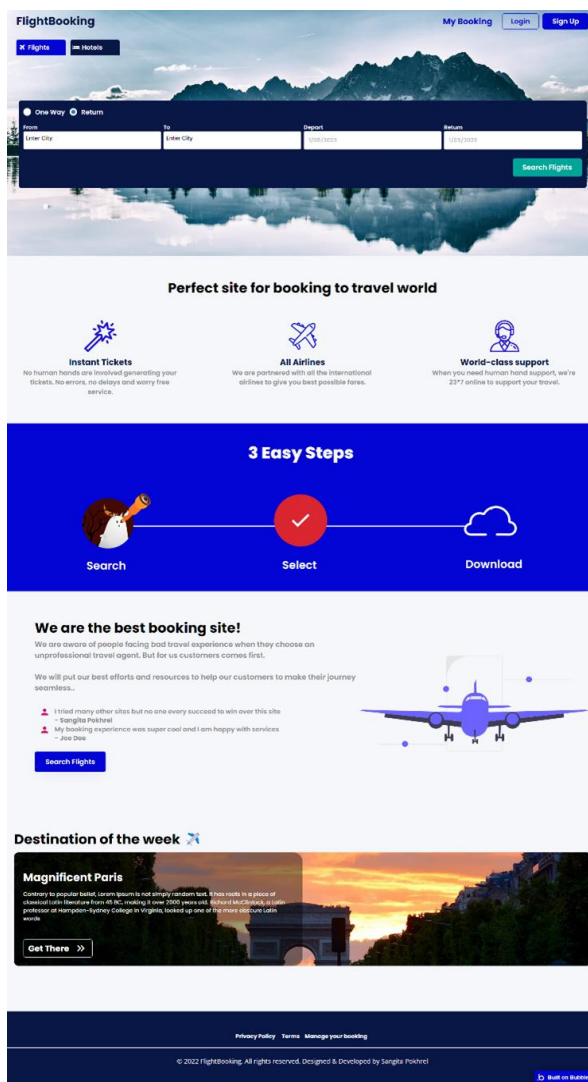 FlightBooking
My Booking
Login
Sign Up
Flights
Hotels
One Way
Return
From
To
Depart
Return
Enter City
Enter City
1/05/2023
1/05/2023
Search Flights
Perfect site for booking to travel world
Instant Tickets
No human hands are involved generating your
tickets. No errors, no delays and worry free
service.
All Airlines
We are partnered with all the international
airlines to give you best possible fares.
World-class support
When you need human hand support, we're
23*7 online to support your travel.
3 Easy Steps
Search
Select
Download
We are the best booking site!
We are aware of people facing bad travel experience when they choose an
unprofessional travel agent. But for us customers comes first.
We will put our best efforts and resources to help our customers to make their journey
seamless..
I tried many other sites but no one every succeed to win over this site
- Sangita Pokhrel
My booking experience was super cool and I am happy with services
- Joe Dee
Search Flights
Destination of the week
Magnificent Paris
Contrary to popular belief, Lorem Ipsum is not simply random text. It has roots in a piece of
classical Latin literature from 45 BC, making it over 2000 years old. Richard McClintock, a Latin
professor at Hampden-Sydney College in Virginia, looked up one of the more obscure Latin
words
Get There
Privacy Policy Terms Manage your booking
© 2022 FlightBooking. All rights reserved. Designed & Developed by Sangita Pokhrel
Built on Bubble